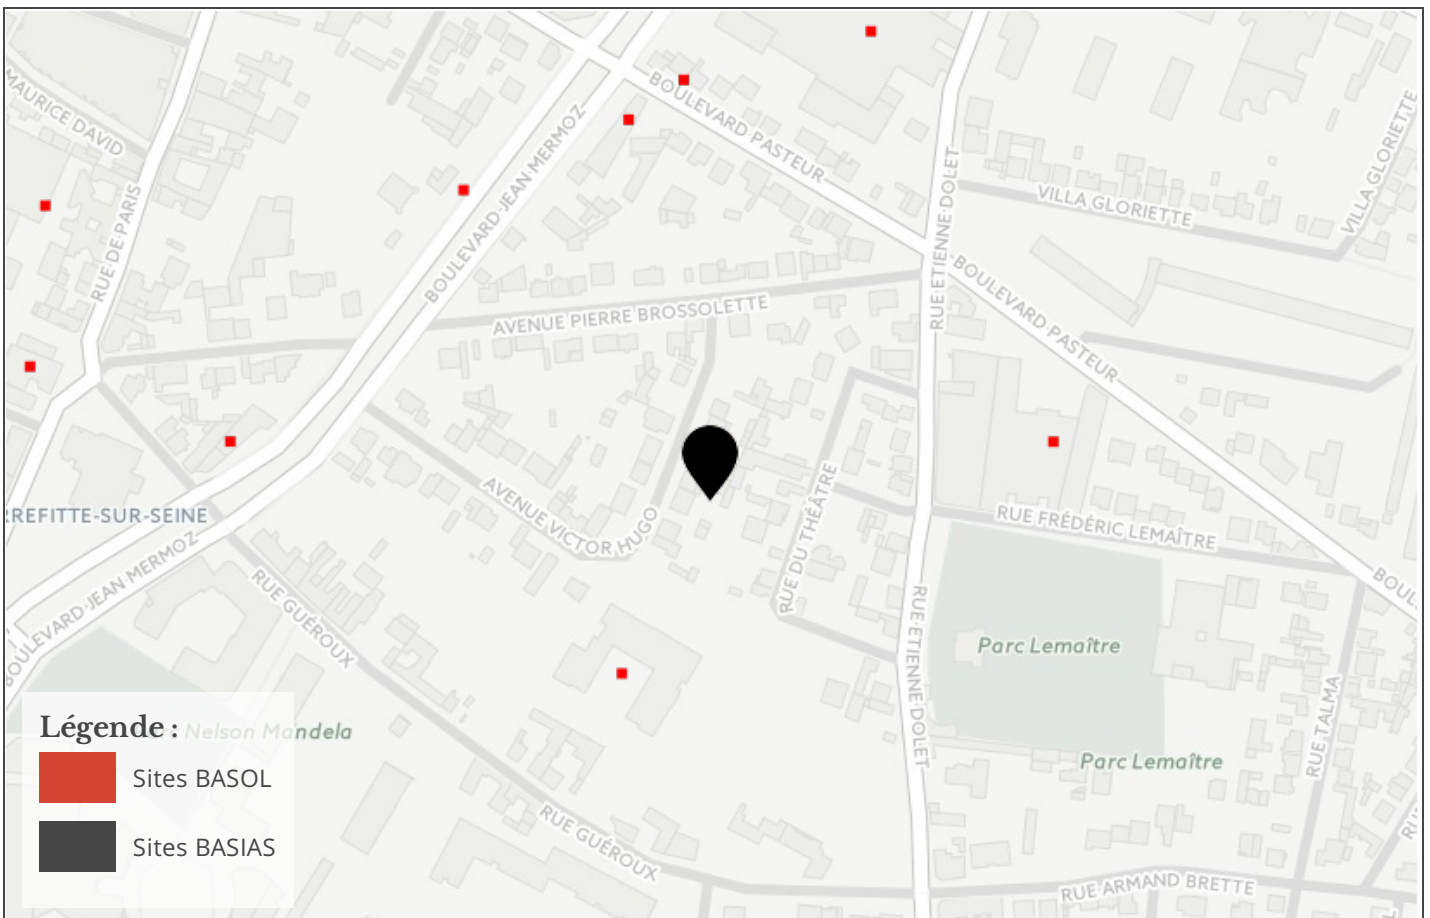 MAURICE DAVID
BOULEVARD PASTEUR
RUE DE PARIS
BOULEVARD JEAN MERMOZ
RUE ETIENNE DOLET
VILLA GLORIETTE
VILLA GLORIETTE
BOULEVARD PASTEUR
AVENUE PIERRE BROSSOLETTE
AVENUE VICTOR HUGO
RUE DU THÉÂTRE
RREFITTE-SUR-SEINE
RUE FRÉDÉRIC LEMAÎTRE
BOULEVARD JEAN MERMOZ
RUE GUÉROUX
BOUL
RUE ETIENNE DOLET
Parc Lemaître
RUE TALMA
Nelson Mandela
Parc Lemaître
RUE GUÉROUX
RUE ARMAND BRETTE
RU
Légende :
Sites BASOL
Sites BASIAS